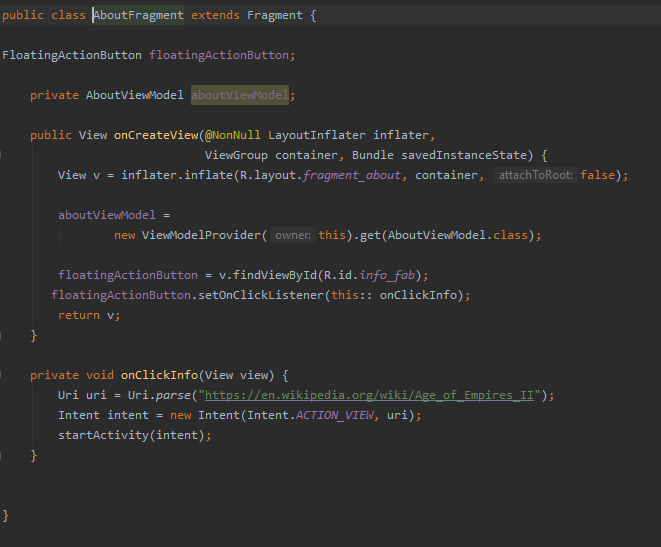 public class AboutFragment extends Fragment {
FloatingActionButton floatingActionButton;
private AboutViewModel aboutViewModel;
public View onCreateView(@NonNull LayoutInflater inflater,
ViewGroup container, Bundle savedInstanceState) {
View v = inflater.inflate(R.layout.fragment_about, container, attachToRoot: false);
aboutViewModel =
new ViewModelProvider( owner: this).get(AboutViewModel.class);
floatingActionButton = v.findViewById(R.id.info_fab);
floatingActionButton.setOnClickListener(this:: onClickInfo);
return v;
}
private void onClickInfo(View view) {
Uri uri = Uri.parse("https://en.wikipedia.org/wiki/Age_of_Empires_II");
Intent intent = new Intent(Intent.ACTION_VIEW, uri);
startActivity(intent);
}
}